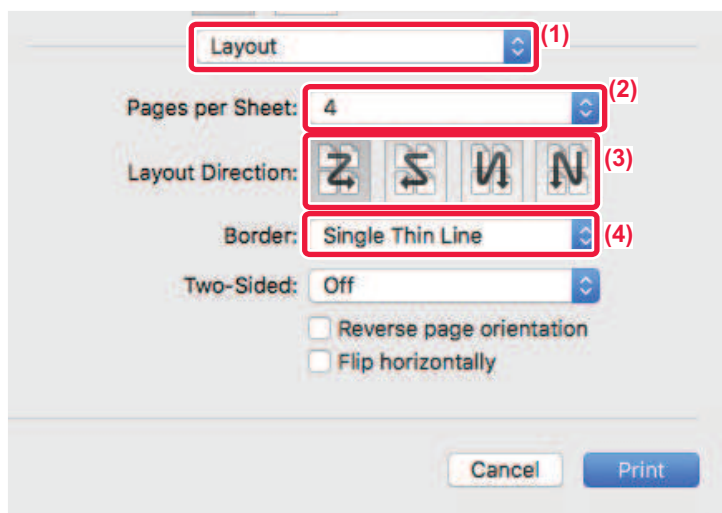 Layout (1)
Pages per Sheet: 4 (2)
Layout Direction: (3)
Border: Single Thin Line (4)
Two-Sided: Off
Reverse page orientation
Flip horizontally
Cancel Print